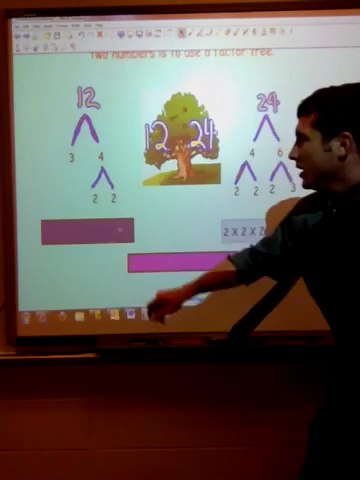 Two numbers is to use a Factor Tree.
12
24
12 24
3 4
4 6
2 2
2 2 2 3
2 X 2 X 2